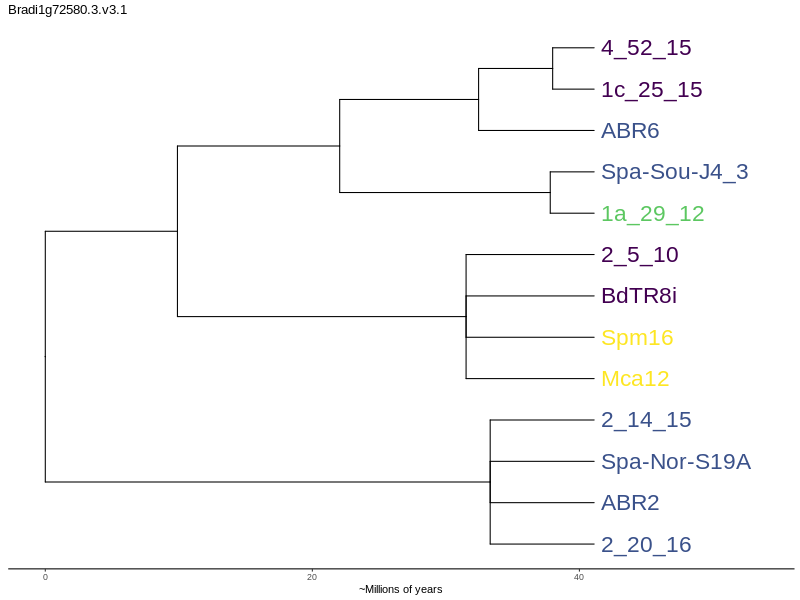 Bradi1g72580.3.v3.1
4_52_15
1c_25_15
ABR6
Spa-Sou-J4_3
1a_29_12
2_5_10
BdTR8i
Spm16
Mca12
2_14_15
Spa-Nor-S19A
ABR2
2_20_16
0 20 40
~Millions of years